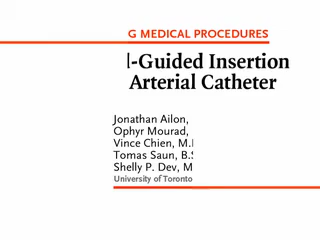 G MEDICAL PROCEDURES
-Guided Insertion
Arterial Catheter
Jonathan Ailon,
Ophyr Mourad,
Vince Chien, M.
Tomas Saun, B.S
Shelly P. Dev, M
University of Toronto